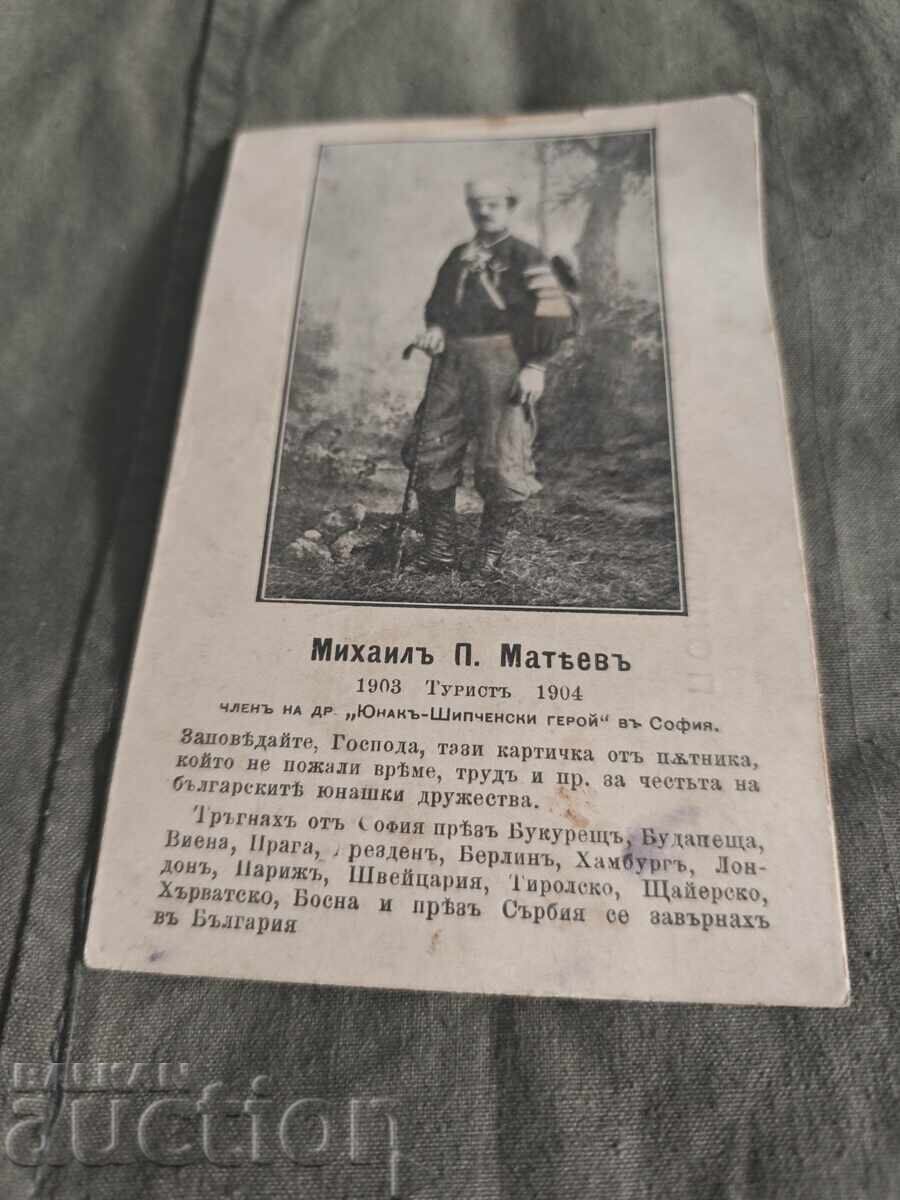 Михаилъ П. Матѣевъ
1903 Туристъ 1904
членъ на др. „Юнакъ-Шипченски герой" въ София.
Заповѣдайте, Господа, тази картичка отъ пѫтника,
който не пожали врѣме, трудъ и пр. за честьта на
българскитѣ юнашки дружества.
Тръгнахъ отъ София прѣзъ Букурещъ, Будапеща,
Виена, Прага, Дрезденъ, Берлинъ, Хамбургъ, Лон-
донъ, Парижъ, Швейцария, Тиролско, Щайерско,
Хърватско, Босна и прѣзъ Сърбия се завърнахъ
въ България
БАЛКАН
auction